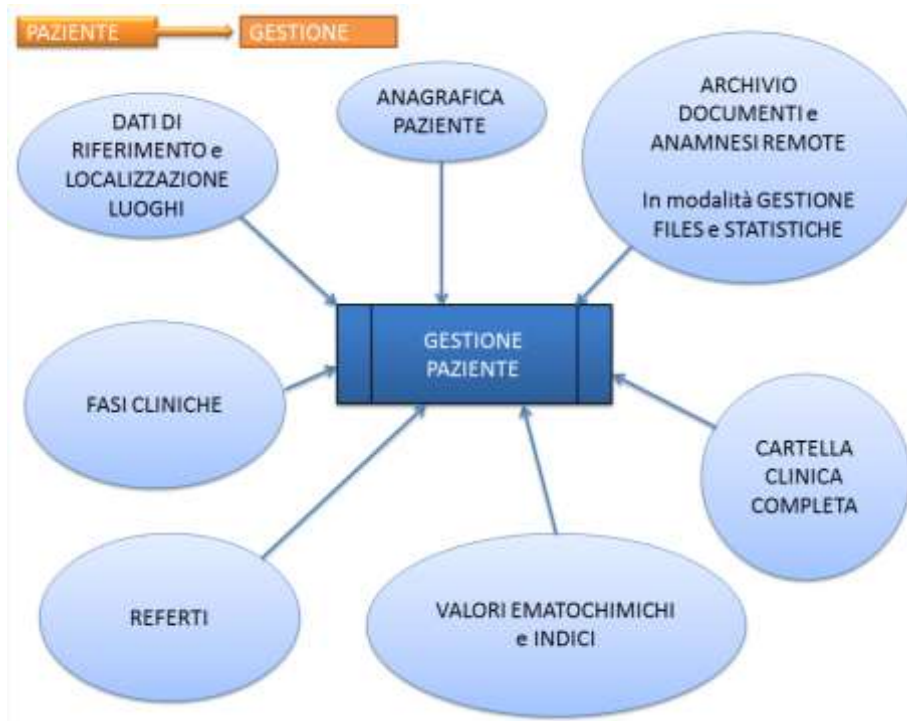 PAZIENTE
GESTIONE
ANAGRAFICA
PAZIENTE
ARCHIVIO
DOCUMENTI e
ANAMNESI REMOTE
In modalità GESTIONE
FILES e STATISTICHE
DATI DI
RIFERIMENTO e
LOCALIZZAZIONE
LUOGHI
GESTIONE
PAZIENTE
FASI CLINICHE
CARTELLA
CLINICA
COMPLETA
REFERTI
VALORI EMATOCHIMICHI
e INDICI